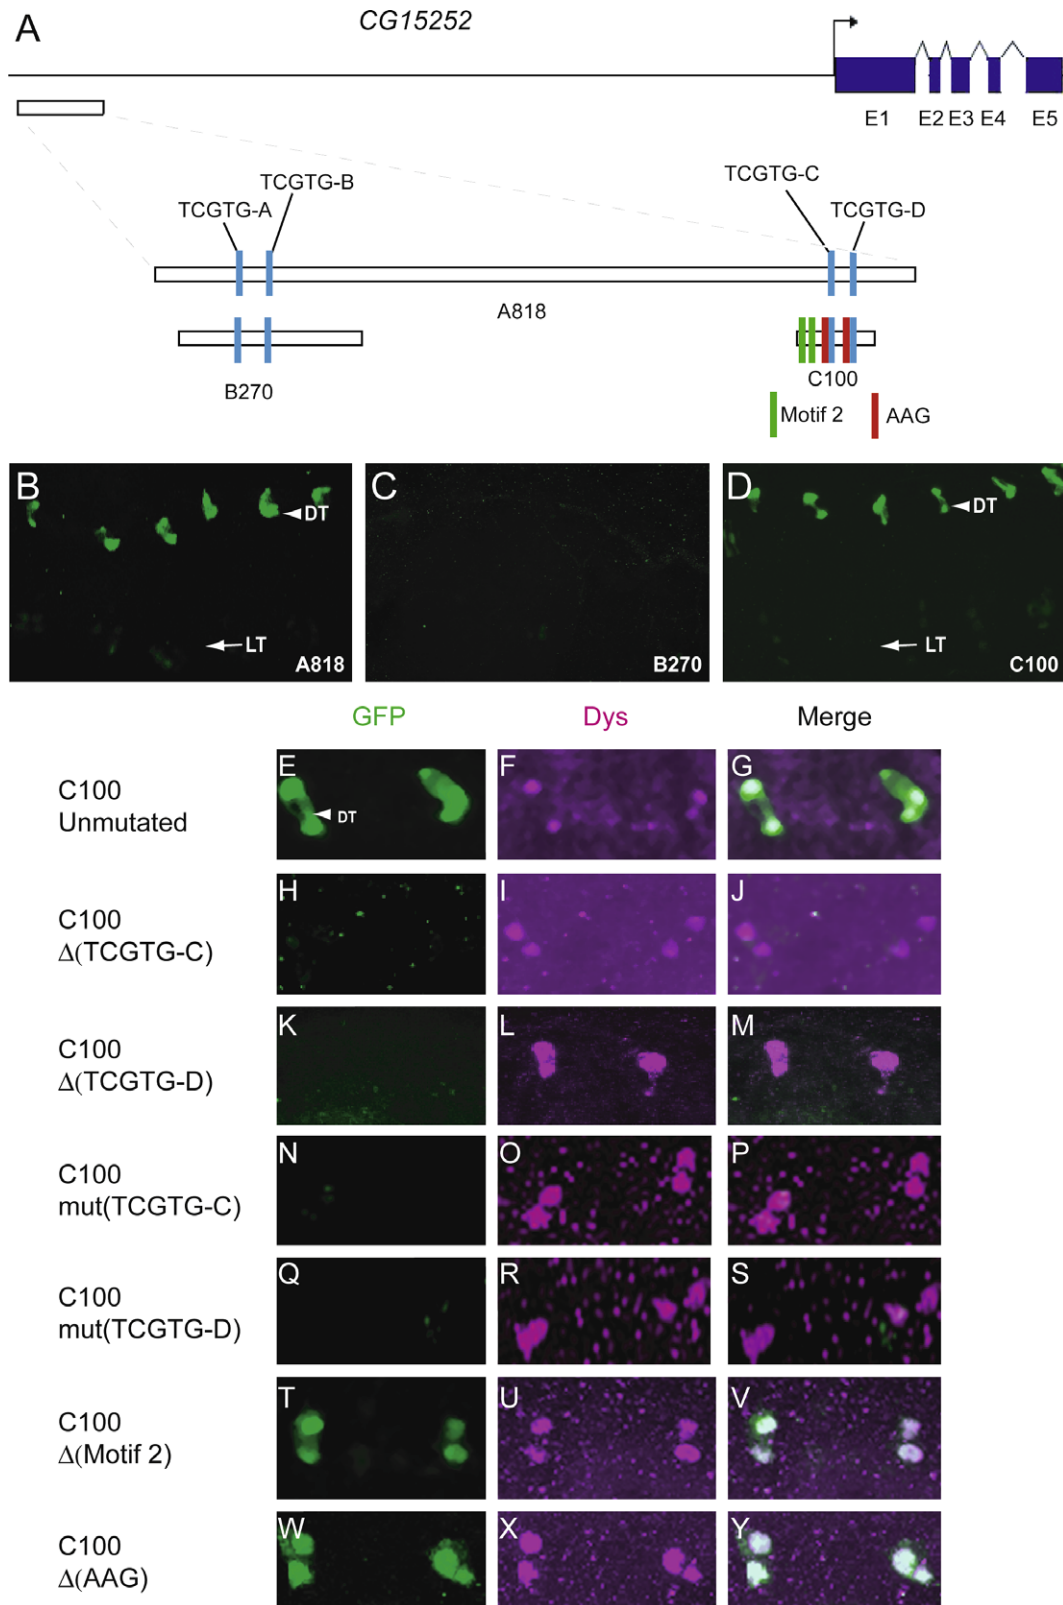 A
CG15252
E1 E2 E3 E4 E5
TCGTG-A
TCGTG-B
TCGTG-C
TCGTG-D
A818
B270
C100
Motif 2
AAG
B
DT
LT
A818
C
B270
D
DT
LT
C100
GFP Dys Merge
C100
Unmutated
E
DT
F
G
C100
Δ(TCGTG-C)
H
I
J
C100
Δ(TCGTG-D)
K
L
M
C100
mut(TCGTG-C)
N
O
P
C100
mut(TCGTG-D)
Q
R
S
C100
Δ(Motif 2)
T
U
V
C100
Δ(AAG)
W
X
Y